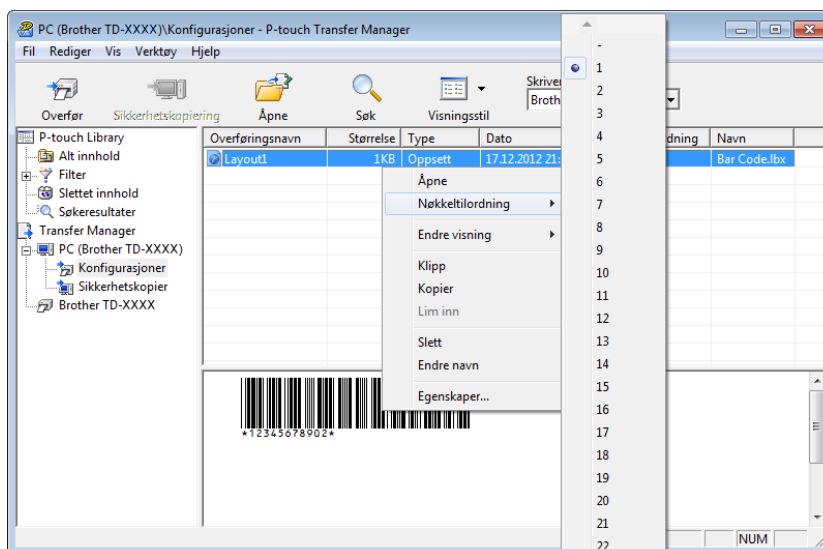 PC (Brother TD-XXXX)\Konfigurasjoner - P-touch Transfer Manager
Fil Rediger Vis Verktøy Hjelp
Overfør Sikkerhetskopiering Åpne Søk Visningsstil
P-touch Library
Alt innhold
Filter
Slettet innhold
Søkeresultater
Transfer Manager
PC (Brother TD-XXXX)
Konfigurasjoner
Sikkerhetskopier
Brother TD-XXXX
Overføringsnavn Størrelse Type Dato Navn
Layout1 1KB Oppsett 17.12.2012 21: Bar Code.lbx
Åpne
Nøkkeltilordning
Endre visning
Klipp
Kopier
Lim inn
Slett
Endre navn
Egenskaper...
-
1
2
3
4
5
6
7
8
9
10
11
12
13
14
15
16
17
18
19
20
21
22
*12345678902*
NUM